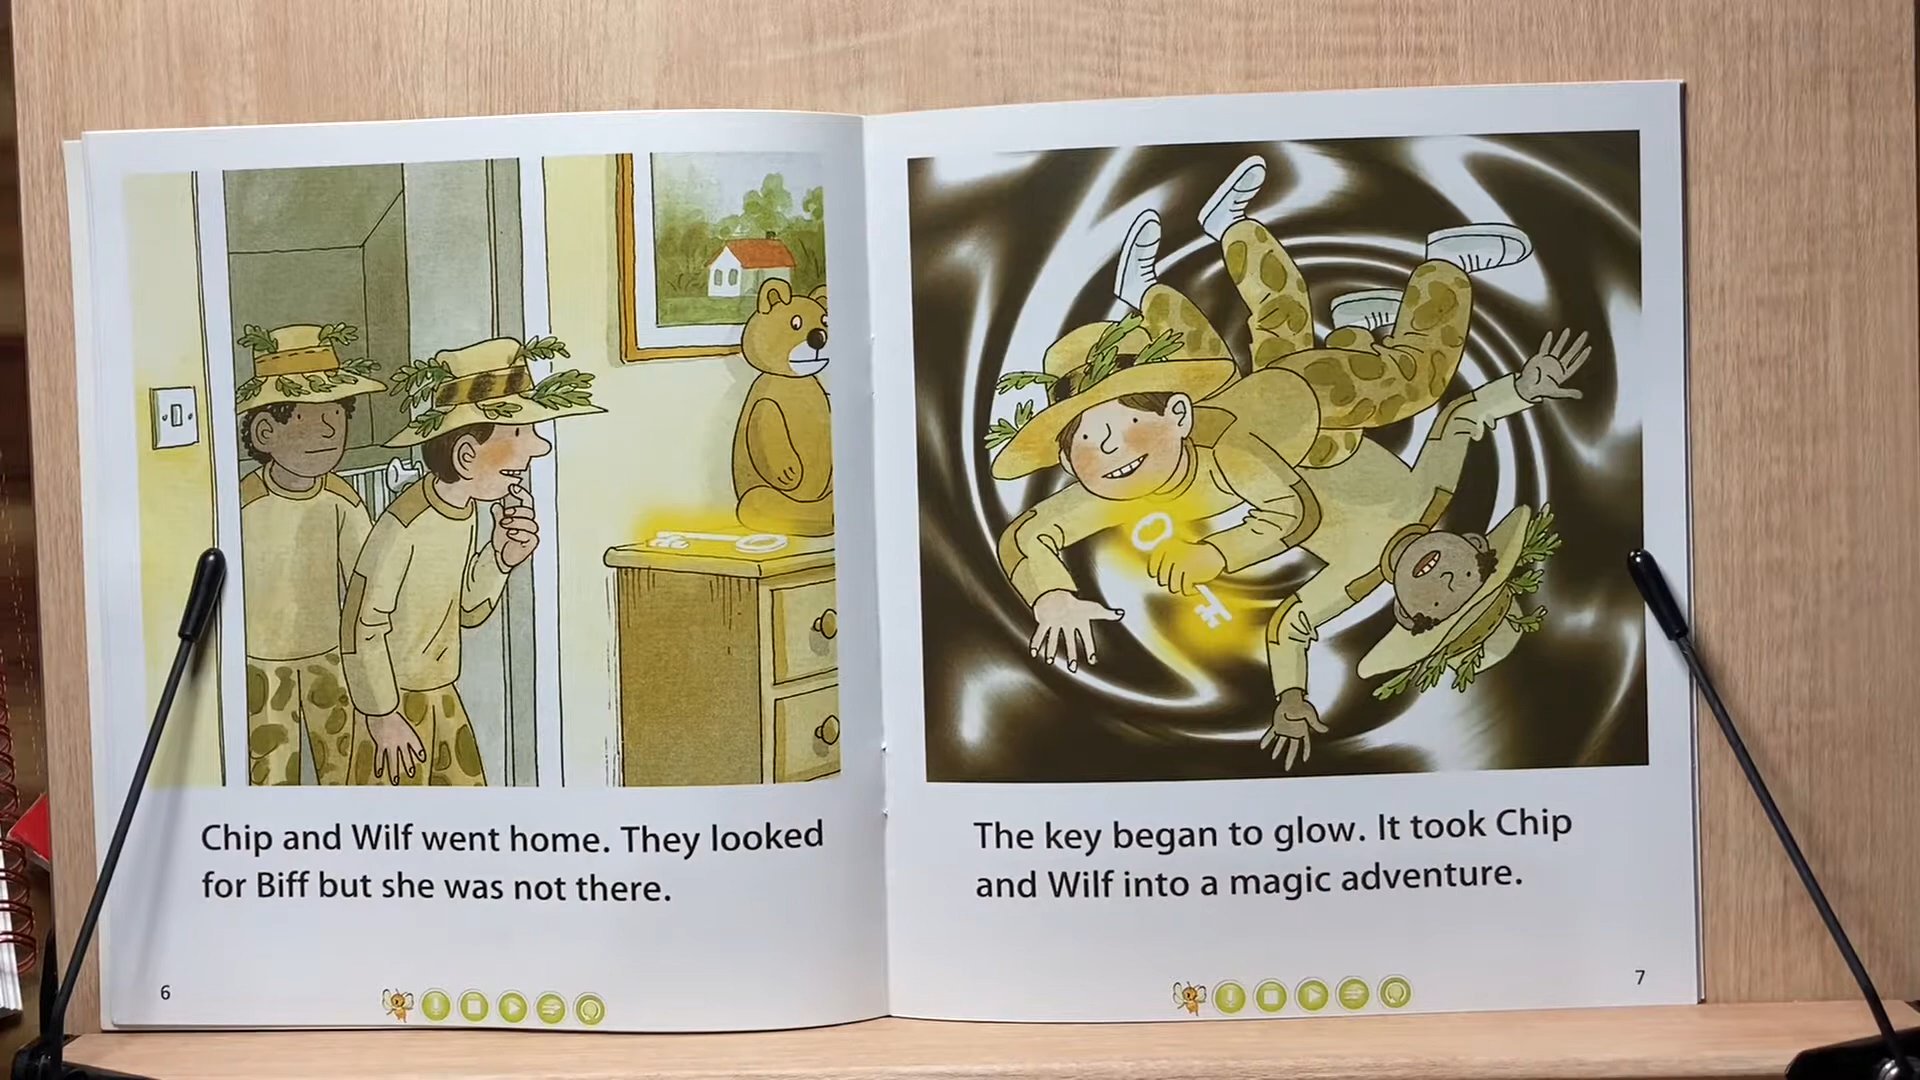 Chip and Wilf went home. They looked
for Biff but she was not there.
6
The key began to glow. It took Chip
and Wilf into a magic adventure.
7